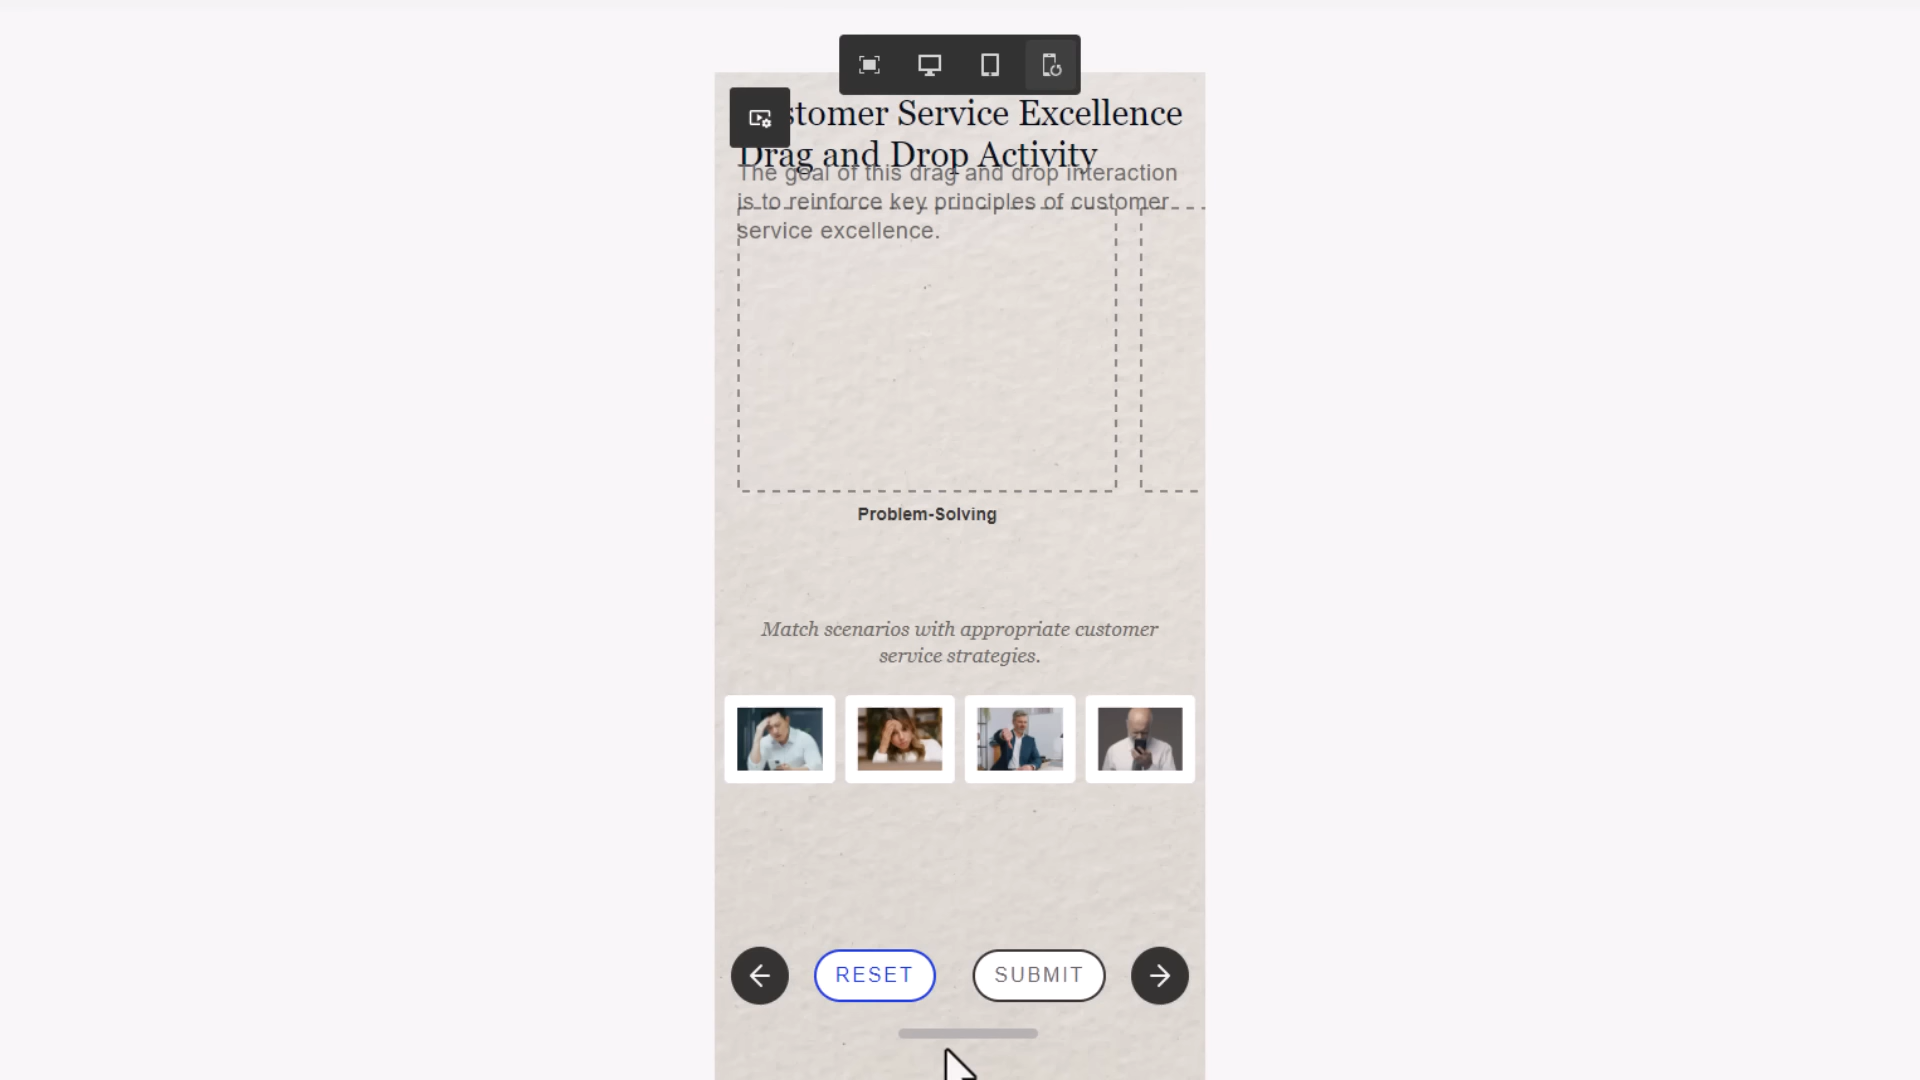 stomer Service Excellence
Drag and Drop Activity
The goal of this drag and drop interaction
is to reinforce key principles of customer
service excellence.
Problem-Solving
Match scenarios with appropriate customer
service strategies.
RESET
SUBMIT